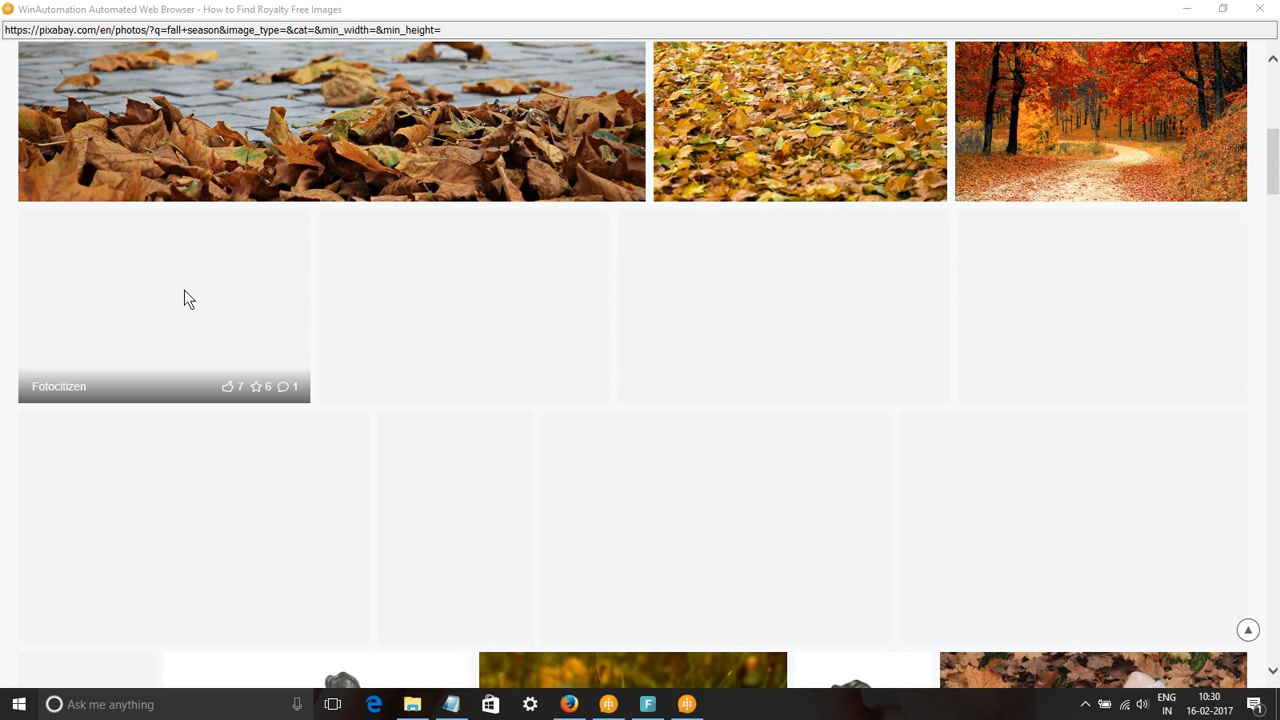 WinAutomation Automated Web Browser - How to Find Royalty Free Images
https://pixabay.com/en/photos/?q=fall+season&image_type=&cat=&min_width=&min_height=
Fotocitizen 7 6 1
Ask me anything
ENG
IN
10:30
16-02-2017
1